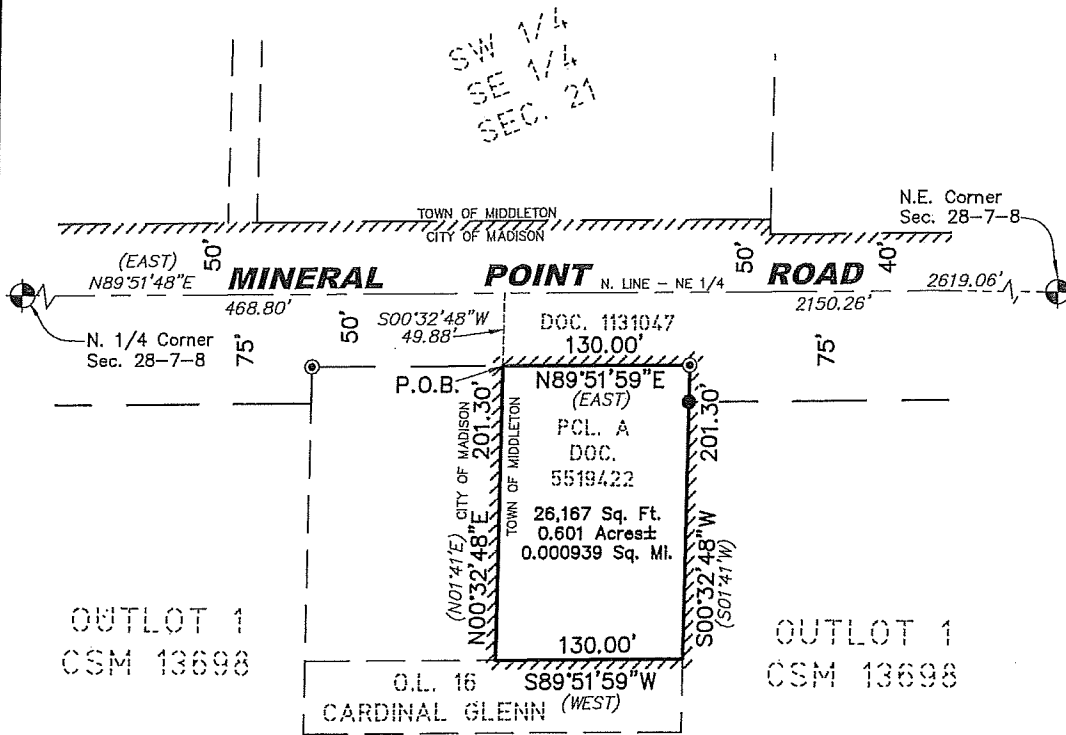 SW 1/4
SE 1/4
SEC. 21
N.E. Corner
Sec. 28-7-8
TOWN OF MIDDLETON
CITY OF MADISON
(EAST)
N89°51'48"E
50'
MINERAL POINT ROAD
N. LINE - NE 1/4
50'
40'
468.80'
2150.26'
2619.06'
N. 1/4 Corner
Sec. 28-7-8
75'
50'
S00°32'48"W
49.88'
DOC. 1131047
130.00'
75'
P.O.B.
N89°51'59"E
(EAST)
PCL. A
DOC.
5519422
26,167 Sq. Ft.
0.601 Acres±
0.000939 Sq. Mi.
201.30'
N00°32'48"E
(N01°41'E)
CITY OF MADISON
TOWN OF MIDDLETON
201.30'
S00°32'48"W
(S01°41'W)
OUTLOT 1
CSM 13698
OUTLOT 1
CSM 13698
130.00'
S89°51'59"W
(WEST)
O.L. 16
CARDINAL GLENN